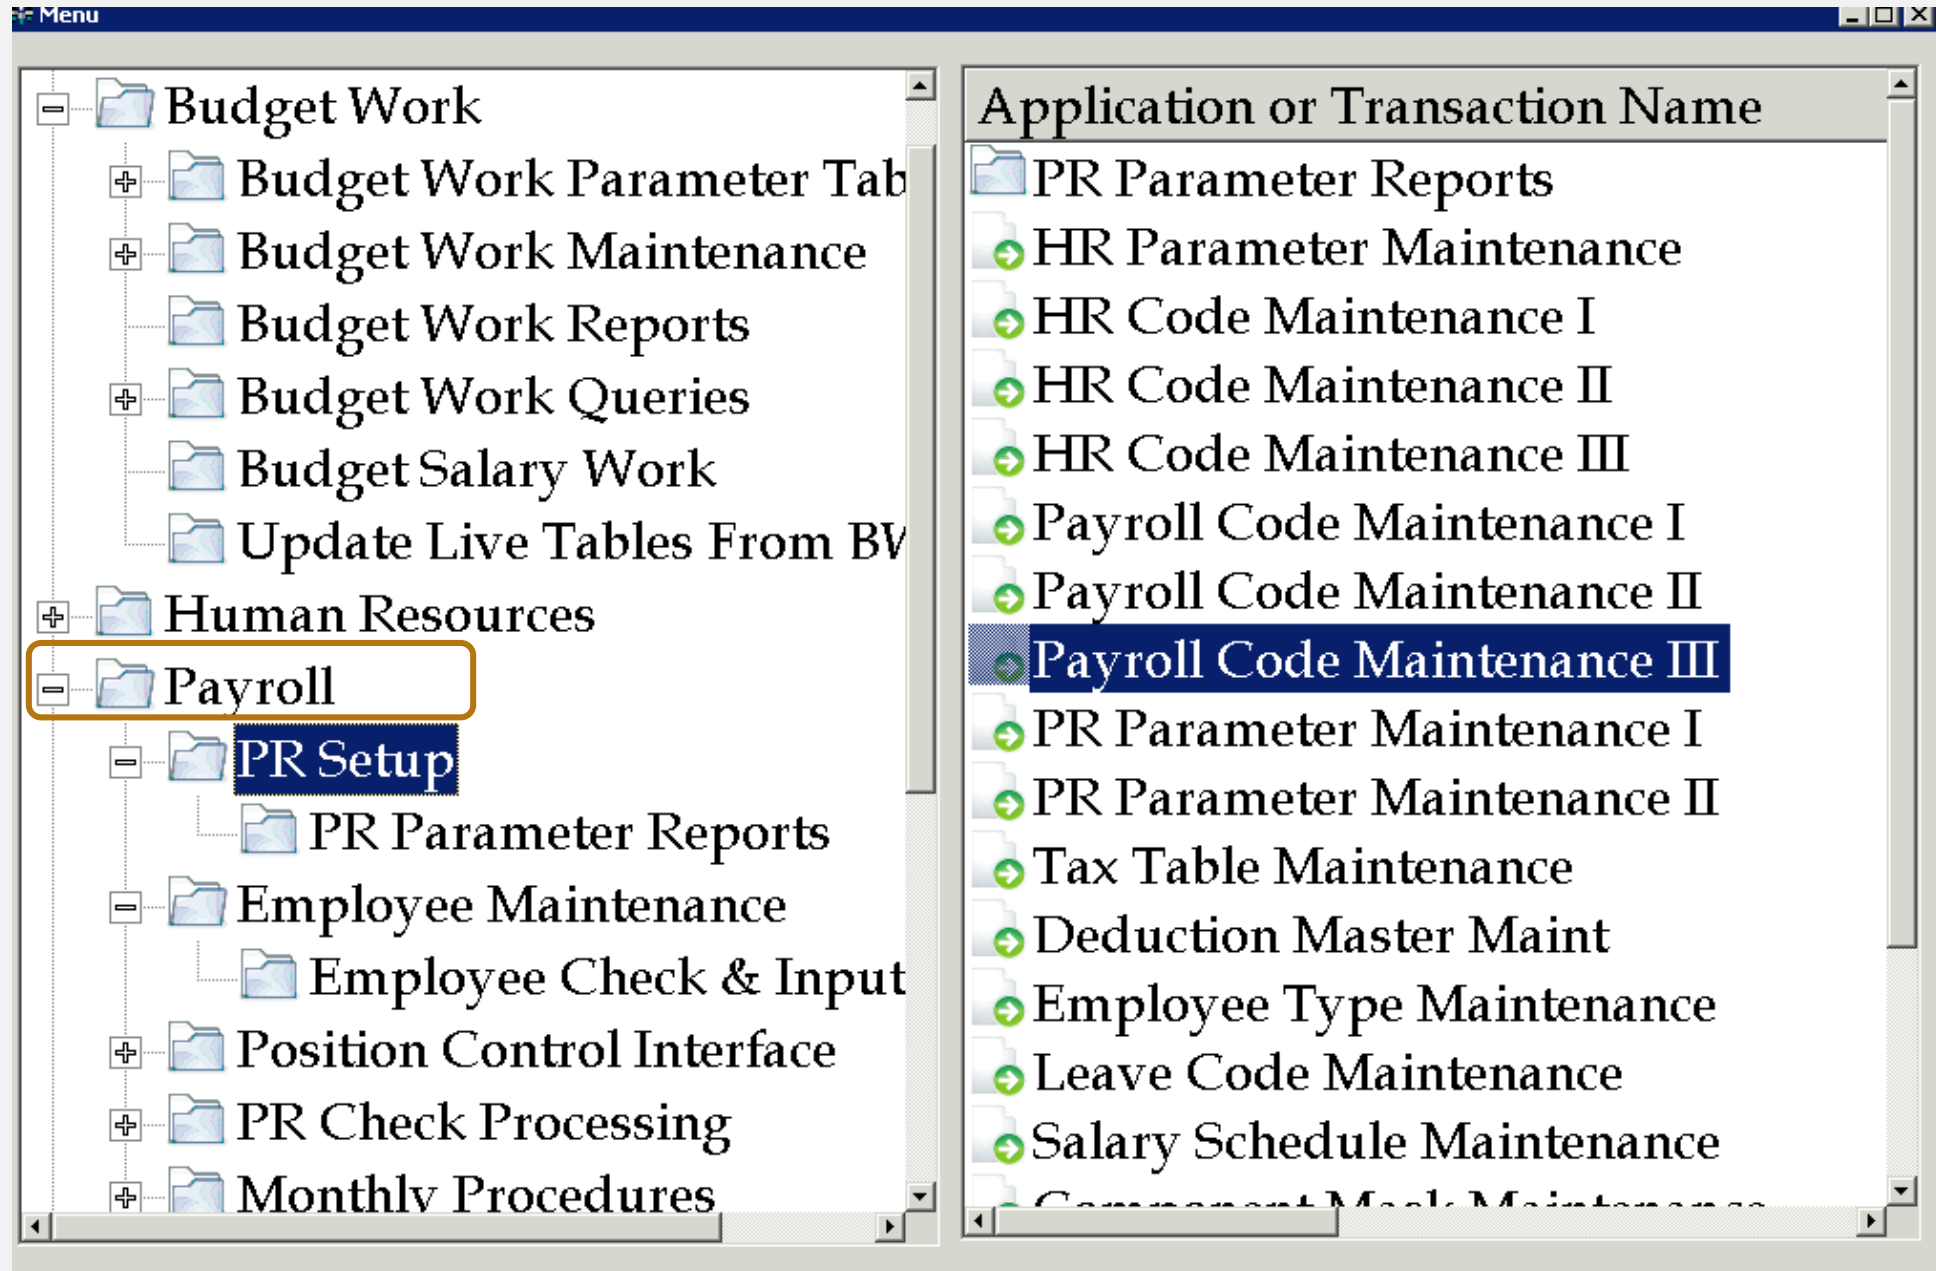 Menu
Budget Work
Budget Work Parameter Tab
Budget Work Maintenance
Budget Work Reports
Budget Work Queries
Budget Salary Work
Update Live Tables From BW
Human Resources
Payroll
PR Setup
PR Parameter Reports
Employee Maintenance
Employee Check & Input
Position Control Interface
PR Check Processing
Monthly Procedures
Application or Transaction Name
PR Parameter Reports
HR Parameter Maintenance
HR Code Maintenance I
HR Code Maintenance II
HR Code Maintenance III
Payroll Code Maintenance I
Payroll Code Maintenance II
Payroll Code Maintenance III
PR Parameter Maintenance I
PR Parameter Maintenance II
Tax Table Maintenance
Deduction Master Maint
Employee Type Maintenance
Leave Code Maintenance
Salary Schedule Maintenance
Component Mask Maintenance